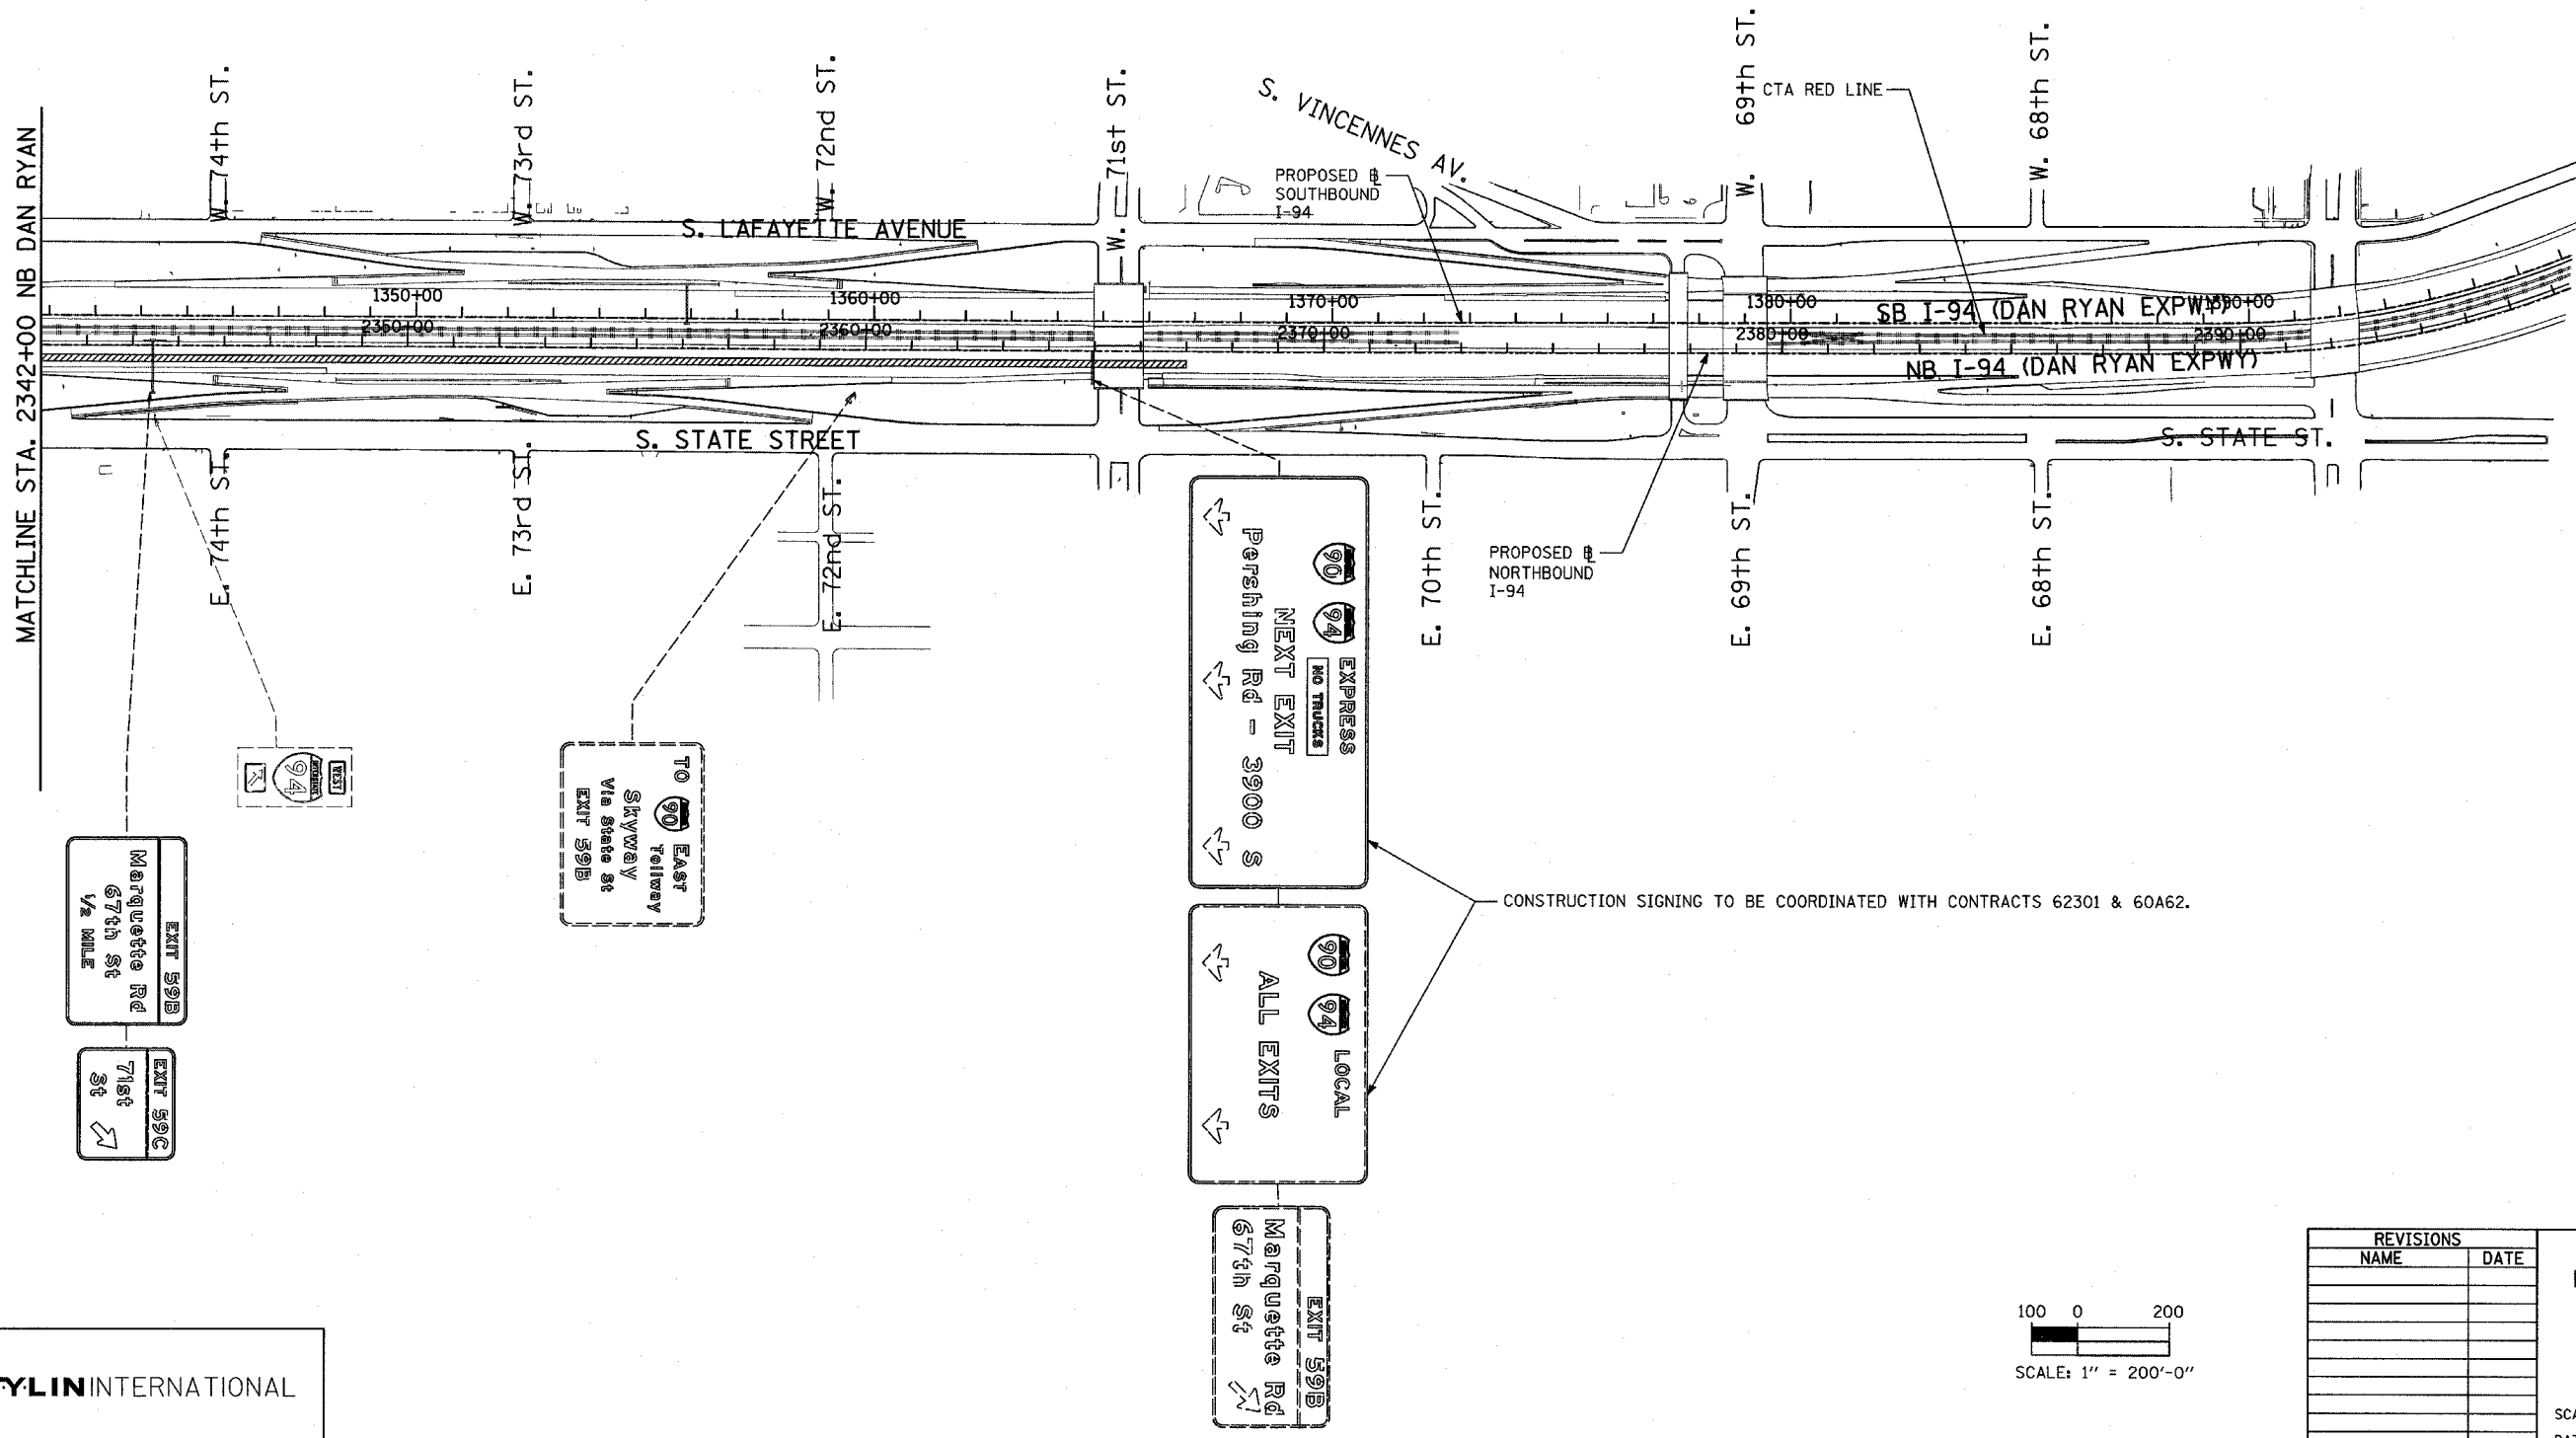 MATCHLINE STA. 2342+00 NB DAN RYAN
W. 74th ST.
W. 73rd ST.
W. 72nd ST.
W. 71st ST.
S. VINCENNES AV.
W. 69th ST.
W. 68th ST.
CTA RED LINE
PROPOSED ℄
SOUTHBOUND
I-94
S. LAFAYETTE AVENUE
1350+00
1360+00
1370+00
1380+00
1390+00
SB I-94 (DAN RYAN EXPWY)
2350+00
2360+00
2370+00
2380+00
2390+00
NB I-94 (DAN RYAN EXPWY)
S. STATE STREET
S. STATE ST.
E. 74th ST.
E. 73rd ST.
E. 72nd ST.
E. 70th ST.
E. 69th ST.
E. 68th ST.
PROPOSED ℄
NORTHBOUND
I-94
WEST
INTERSTATE
94
EXIT 59B
Marquette Rd
67th St
1/2 MILE
EXIT 59C
71st
St
TO 90 EAST
Tollway
Skyway
Via State St
EXIT 59B
90 94 EXPRESS
NO TRUCKS
NEXT EXIT
Pershing Rd - 3900 S
90 94 LOCAL
ALL EXITS
EXIT 59B
Marquette Rd
67th St
CONSTRUCTION SIGNING TO BE COORDINATED WITH CONTRACTS 62301 & 60A62.
100 0 200
SCALE: 1" = 200'-0"
REVISIONS
NAME DATE
SCA
DAT
T·Y·LIN INTERNATIONAL